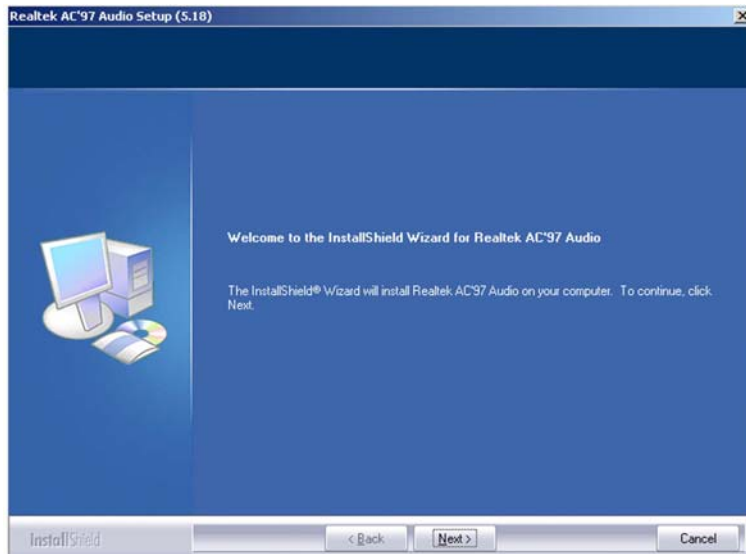 Realtek AC'97 Audio Setup (5.18)
Welcome to the InstallShield Wizard for Realtek AC'97 Audio
The InstallShield® Wizard will install Realtek AC'97 Audio on your computer. To continue, click
Next.
InstallShield
< Back
Next >
Cancel